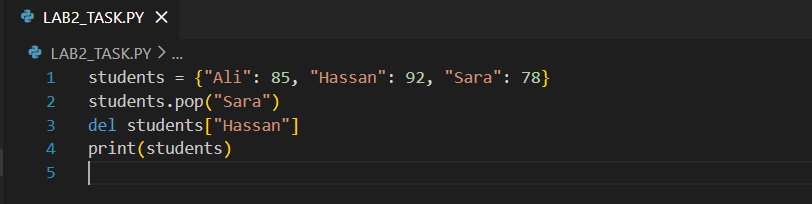 LAB2_TASK.PY ×
LAB2_TASK.PY > ...
1 students = {"Ali": 85, "Hassan": 92, "Sara": 78}
2 students.pop("Sara")
3 del students["Hassan"]
4 print(students)
5